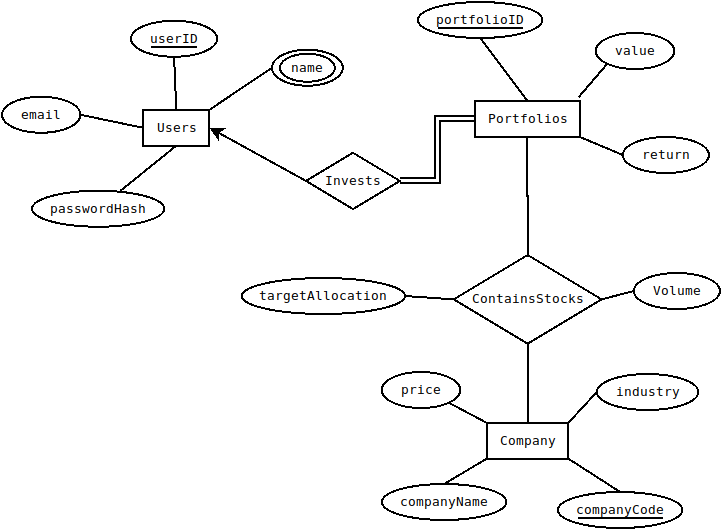 portfolioID
userID
value
name
email
Users
Portfolios
return
Invests
passwordHash
targetAllocation
ContainsStocks
Volume
price
industry
Company
companyName
companyCode